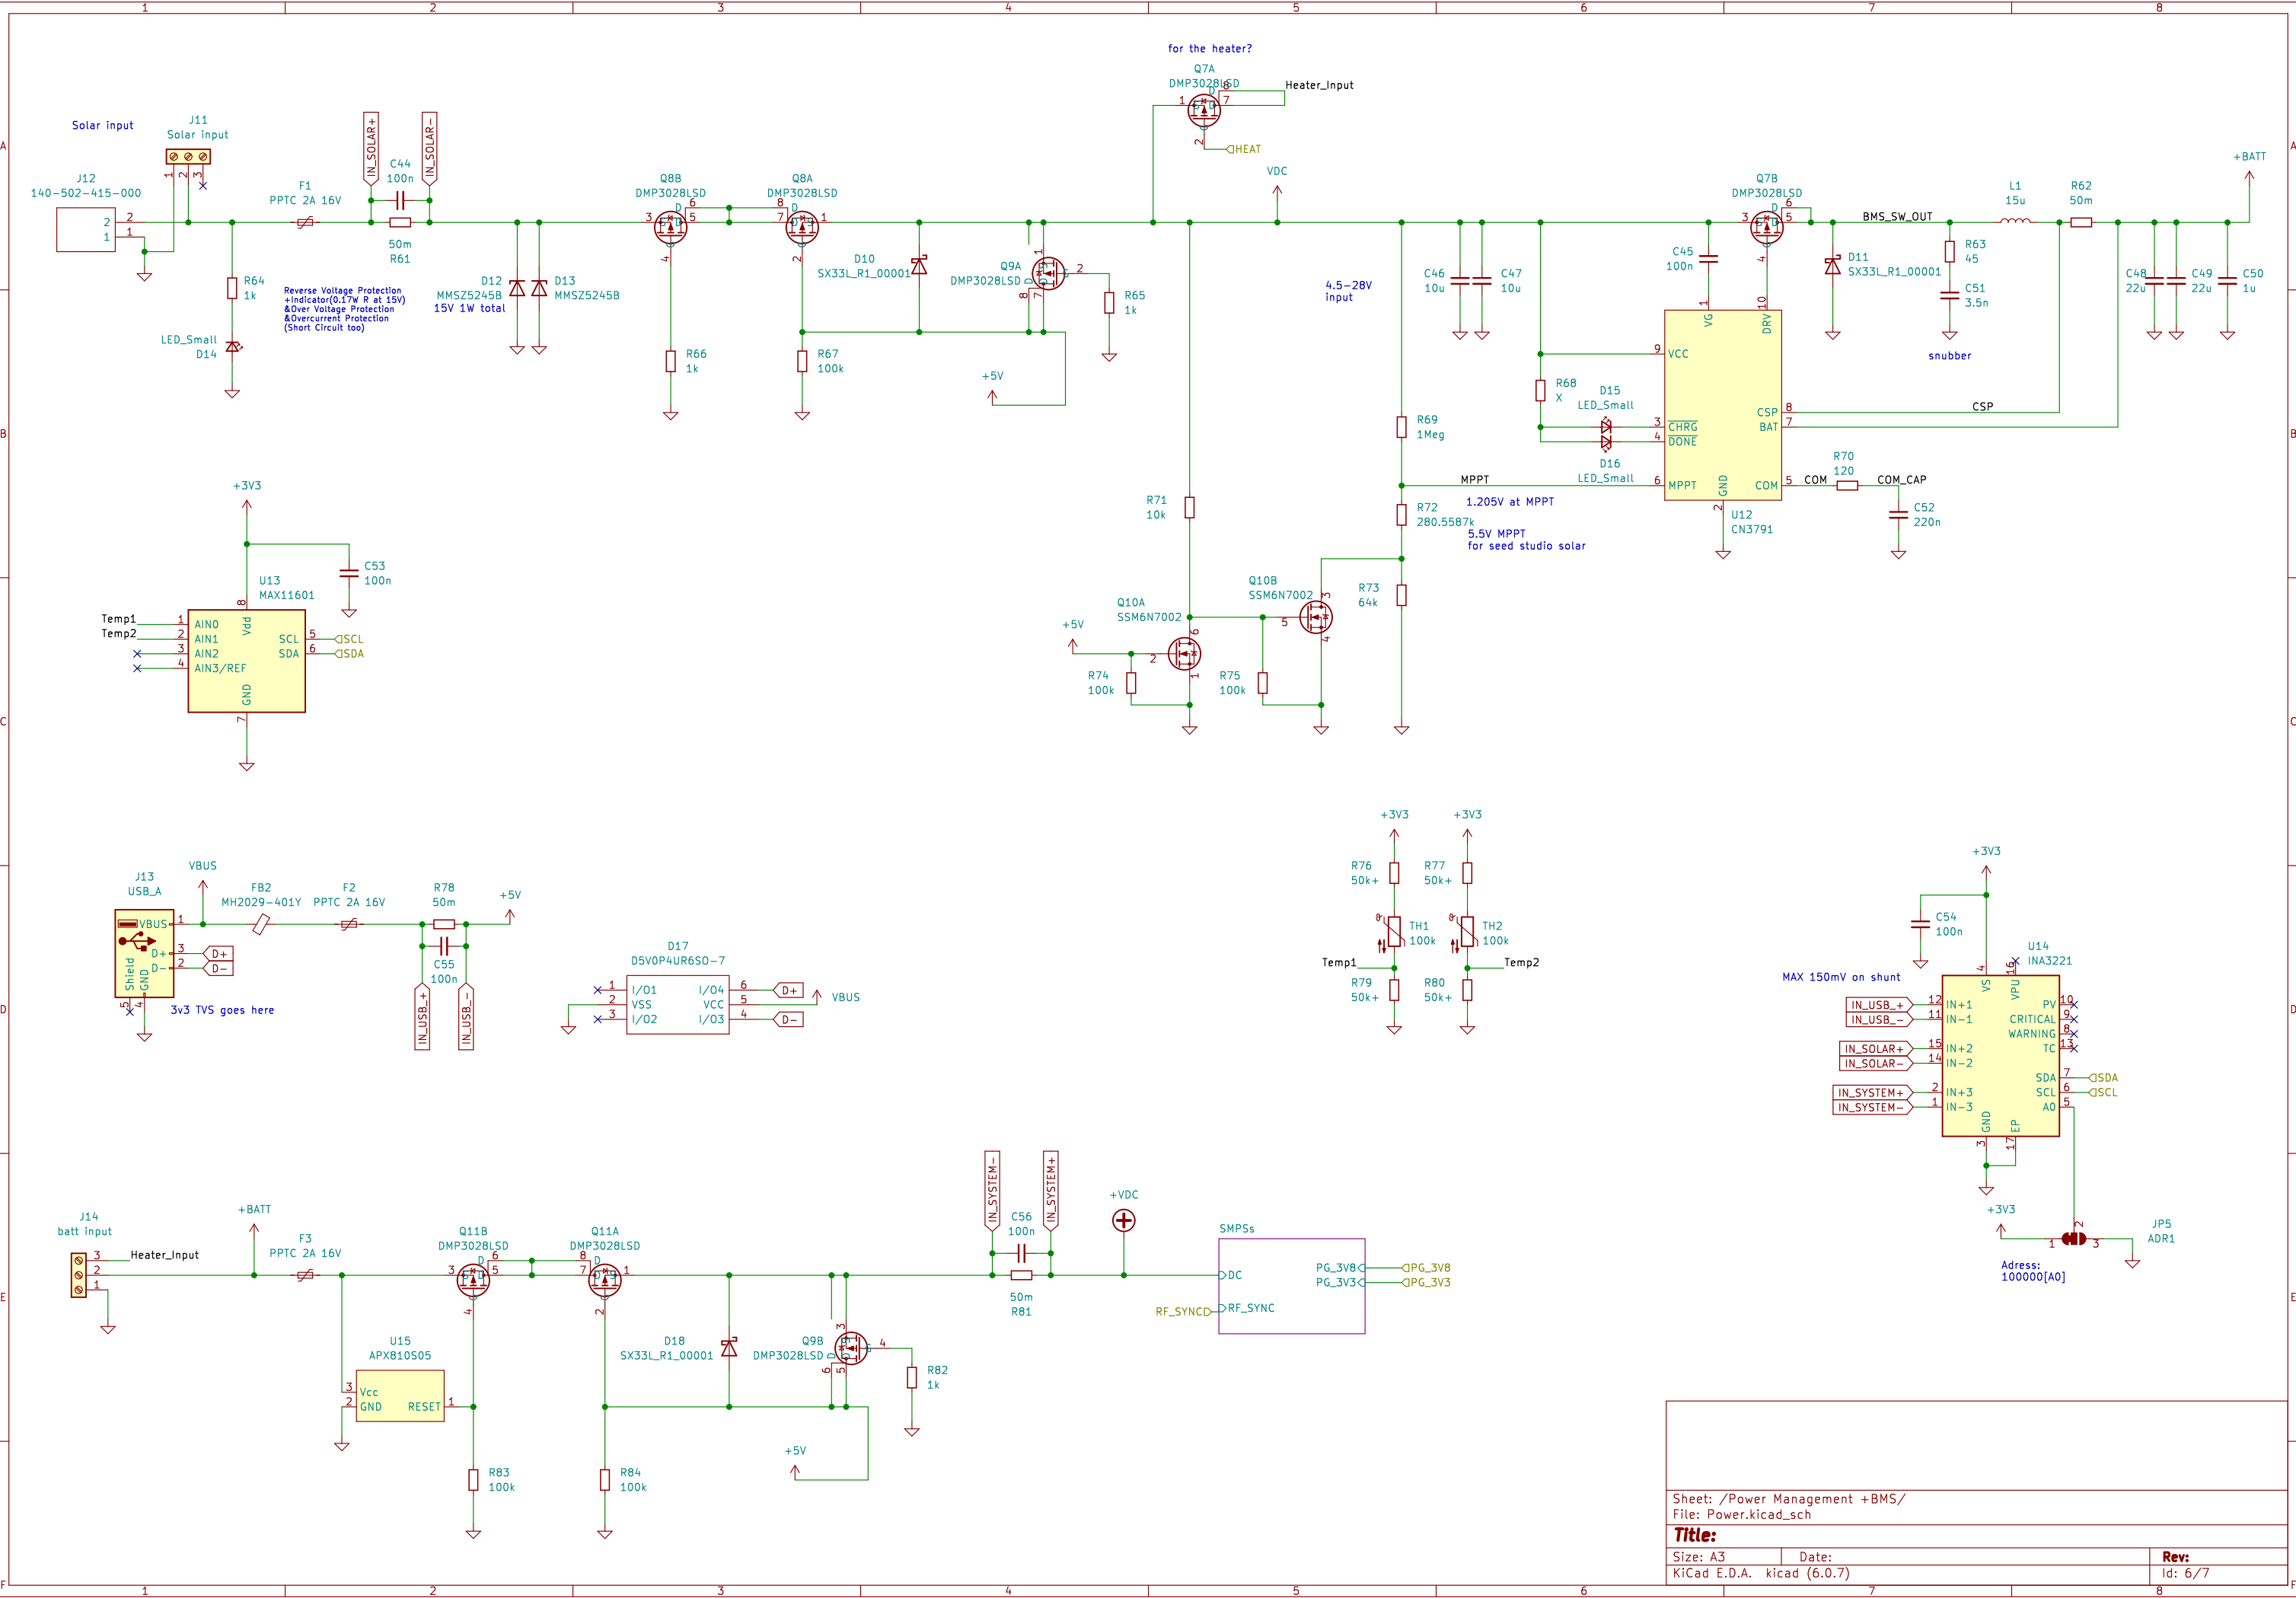 1 2 3 4 5 6 7 8
A
B
C
D
E
F
for the heater?
Q7A
DMP3028LSD
Heater_Input
HEAT
Solar input
J11
Solar input
J12
140-502-415-000
F1
PPTC 2A 16V
IN_SOLAR+
IN_SOLAR-
C44
100n
50m
R61
R64
1k
LED_Small
D14
Reverse Voltage Protection
+Indicator(0.17W R at 15V)
&Over Voltage Protection
&Overcurrent Protection
(Short Circuit too)
D12
MMSZ5245B
D13
MMSZ5245B
15V 1W total
Q8B
DMP3028LSD
Q8A
DMP3028LSD
R66
1k
R67
100k
D10
SX33L_R1_00001
Q9A
DMP3028LSD
R65
1k
+5V
VDC
4.5-28V
input
C46
10u
C47
10u
C45
100n
Q7B
DMP3028LSD
BMS_SW_OUT
D11
SX33L_R1_00001
R63
45
C51
3.5n
snubber
L1
15u
R62
50m
+BATT
C48
22u
C49
22u
C50
1u
R68
X
D15
LED_Small
D16
LED_Small
VG
DRV
VCC
CHRG
DONE
MPPT
GND
CSP
BAT
COM
U12
CN3791
CSP
R70
120
COM
COM_CAP
C52
220n
R69
1Meg
MPPT
1.205V at MPPT
R72
280.5587k
5.5V MPPT
for seed studio solar
R73
64k
R71
10k
Q10A
SSM6N7002
Q10B
SSM6N7002
+5V
R74
100k
R75
100k
+3V3
C53
100n
U13
MAX11601
Temp1
Temp2
AIN0
AIN1
AIN2
AIN3/REF
Vdd
GND
SCL
SDA
SCL
SDA
VBUS
J13
USB_A
FB2
MH2029-401Y
F2
PPTC 2A 16V
R78
50m
+5V
C55
100n
IN_USB_+
IN_USB_-
VBUS
D+
D-
Shield
GND
D+
D-
3v3 TVS goes here
D17
D5V0P4UR6SO-7
I/O1
VSS
I/O2
I/O4
VCC
I/O3
D+
D-
VBUS
+3V3
+3V3
R76
50k+
R77
50k+
TH1
100k
TH2
100k
Temp1
Temp2
R79
50k+
R80
50k+
+3V3
C54
100n
U14
INA3221
MAX 150mV on shunt
IN_USB_+
IN_USB_-
IN_SOLAR+
IN_SOLAR-
IN_SYSTEM+
IN_SYSTEM-
IN+1
IN-1
IN+2
IN-2
IN+3
IN-3
VS
VPU
PV
CRITICAL
WARNING
TC
SDA
SCL
A0
GND
EP
SDA
SCL
+3V3
JP5
ADR1
Adress:
100000[A0]
J14
batt input
Heater_Input
+BATT
F3
PPTC 2A 16V
Q11B
DMP3028LSD
Q11A
DMP3028LSD
U15
APX810S05
Vcc
GND
RESET
R83
100k
R84
100k
D18
SX33L_R1_00001
Q9B
DMP3028LSD
R82
1k
+5V
IN_SYSTEM-
IN_SYSTEM+
C56
100n
50m
R81
+VDC
SMPSs
DC
RF_SYNC
PG_3V8
PG_3V3
RF_SYNC
PG_3V8
PG_3V3
Sheet: /Power Management +BMS/
File: Power.kicad_sch
Title:
Size: A3 Date: Rev:
KiCad E.D.A. kicad (6.0.7) Id: 6/7
1 2 3 4 5 6 7 8